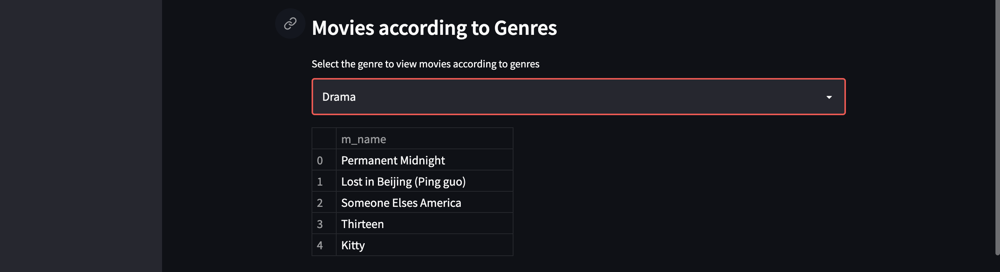 Movies according to Genres
Select the genre to view movies according to genres
Drama
m_name
0 Permanent Midnight
1 Lost in Beijing (Ping guo)
2 Someone Elses America
3 Thirteen
4 Kitty